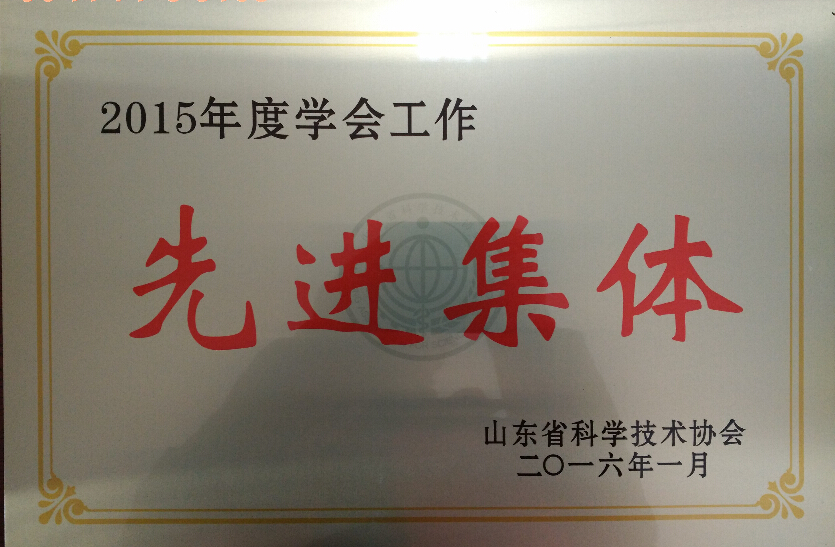 2015年度学会工作
先进集体
山东省科学技术协会
二〇一六年一月